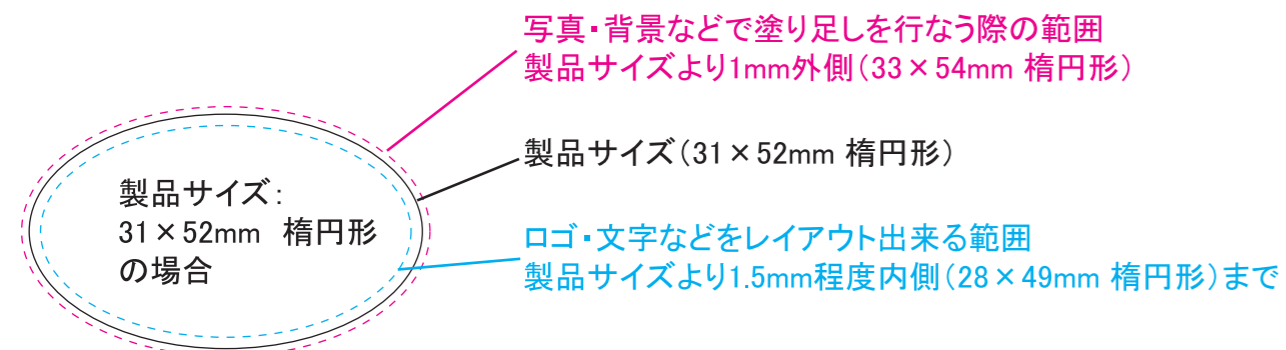 写真・背景などで塗り足しを行なう際の範囲
製品サイズより1mm外側（33×54mm 楕円形）
製品サイズ（31×52mm 楕円形）
製品サイズ：
31×52mm 楕円形
の場合
ロゴ・文字などをレイアウト出来る範囲
製品サイズより1.5mm程度内側（28×49mm 楕円形）まで